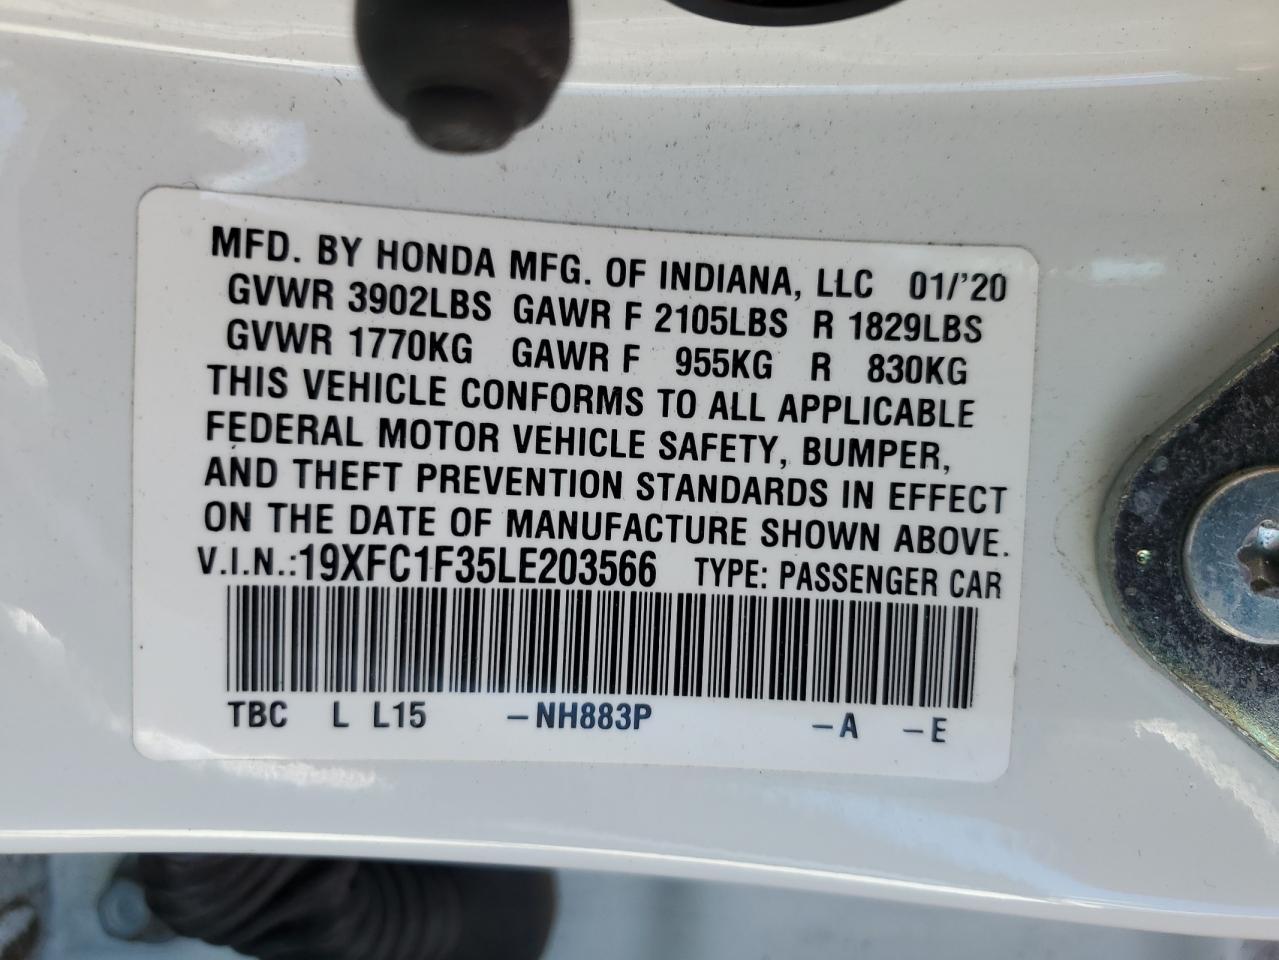 MFD. BY HONDA MFG. OF INDIANA, LLC 01/'20
GVWR 3902LBS GAWR F 2105LBS R 1829LBS
GVWR 1770KG GAWR F 955KG R 830KG
THIS VEHICLE CONFORMS TO ALL APPLICABLE
FEDERAL MOTOR VEHICLE SAFETY, BUMPER,
AND THEFT PREVENTION STANDARDS IN EFFECT
ON THE DATE OF MANUFACTURE SHOWN ABOVE.
V.I.N.:19XFC1F35LE203566 TYPE: PASSENGER CAR
TBC L L15 -NH883P -A -E